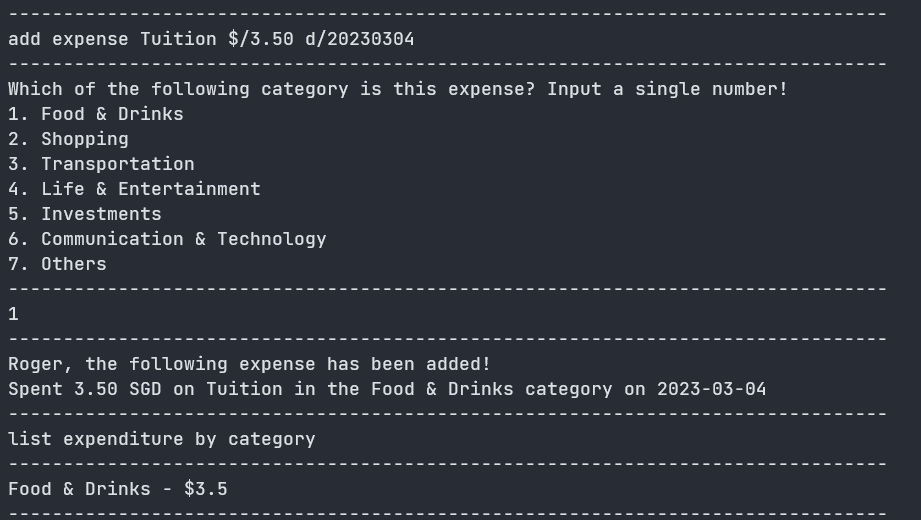 --------------------------------------------------------------------------------
add expense Tuition $/3.50 d/20230304
--------------------------------------------------------------------------------
Which of the following category is this expense? Input a single number!
1. Food & Drinks
2. Shopping
3. Transportation
4. Life & Entertainment
5. Investments
6. Communication & Technology
7. Others
--------------------------------------------------------------------------------
1
--------------------------------------------------------------------------------
Roger, the following expense has been added!
Spent 3.50 SGD on Tuition in the Food & Drinks category on 2023-03-04
--------------------------------------------------------------------------------
list expenditure by category
--------------------------------------------------------------------------------
Food & Drinks - $3.5
--------------------------------------------------------------------------------